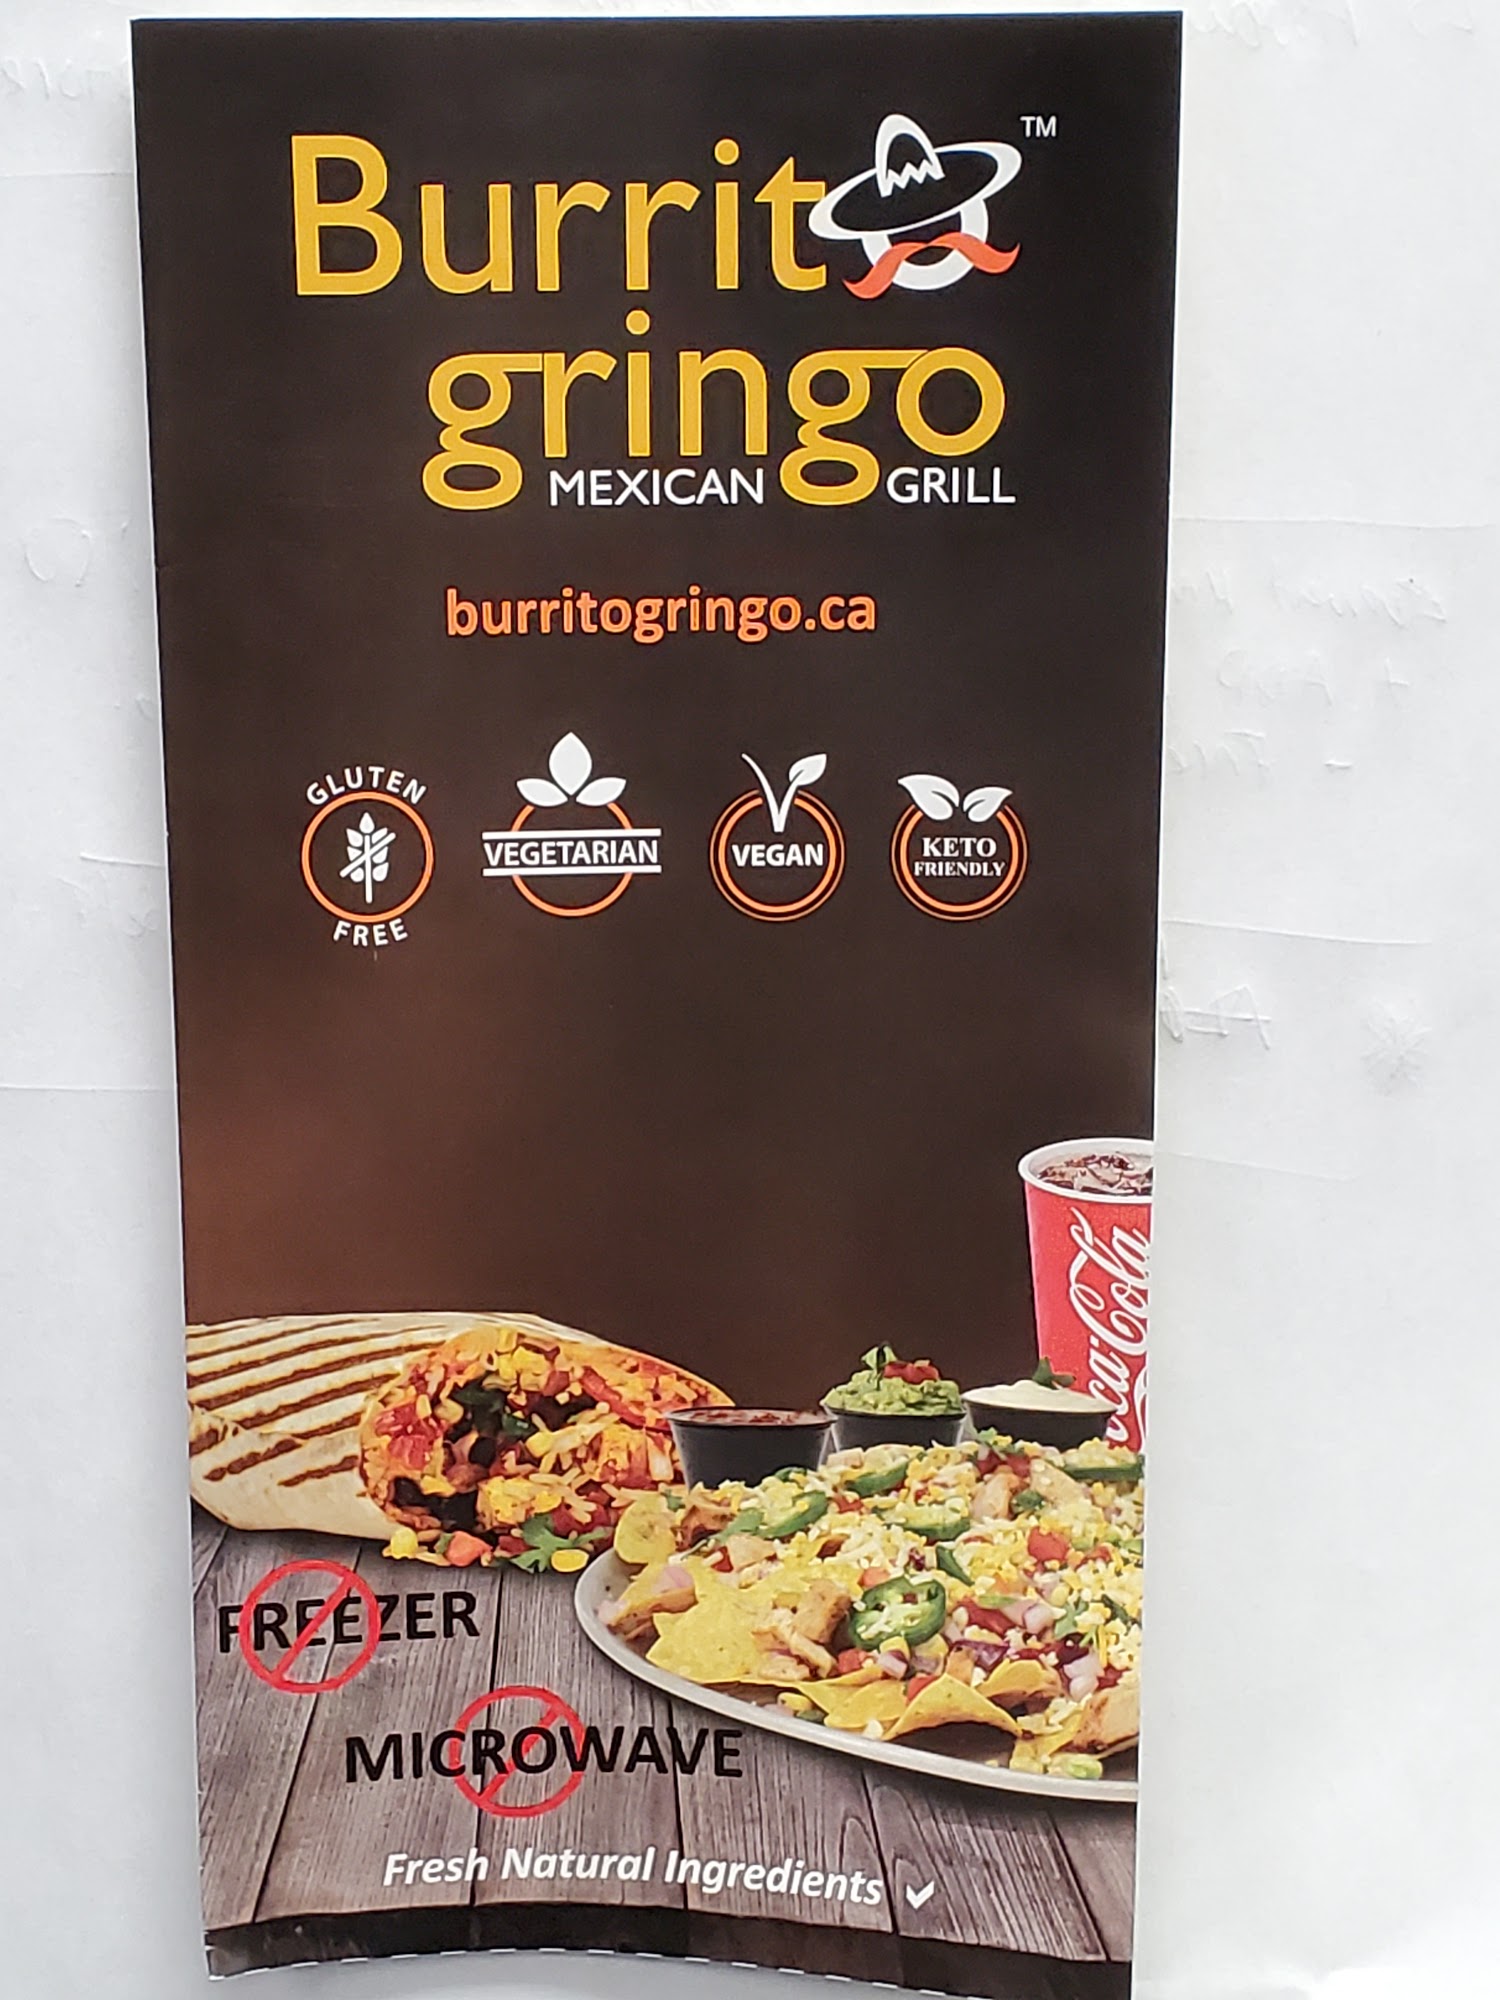 Burrito
TM
gringo
MEXICAN GRILL
burritogringo.ca
GLUTEN
FREE
VEGETARIAN
VEGAN
KETO
FRIENDLY
Coca-Cola
FREEZER
MICROWAVE
Fresh Natural Ingredients